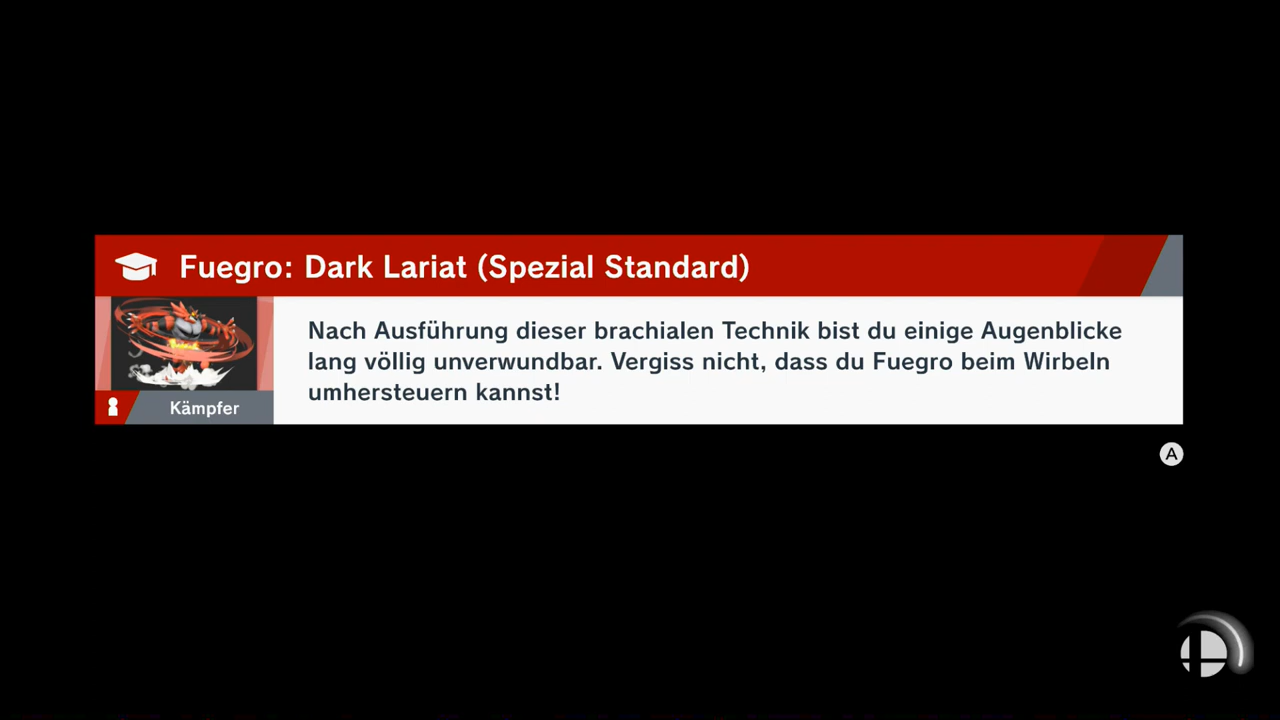 Fuegro: Dark Lariat (Spezial Standard)
Nach Ausführung dieser brachialen Technik bist du einige Augenblicke
lang völlig unverwundbar. Vergiss nicht, dass du Fuegro beim Wirbeln
umhersteuern kannst!
Kämpfer
A